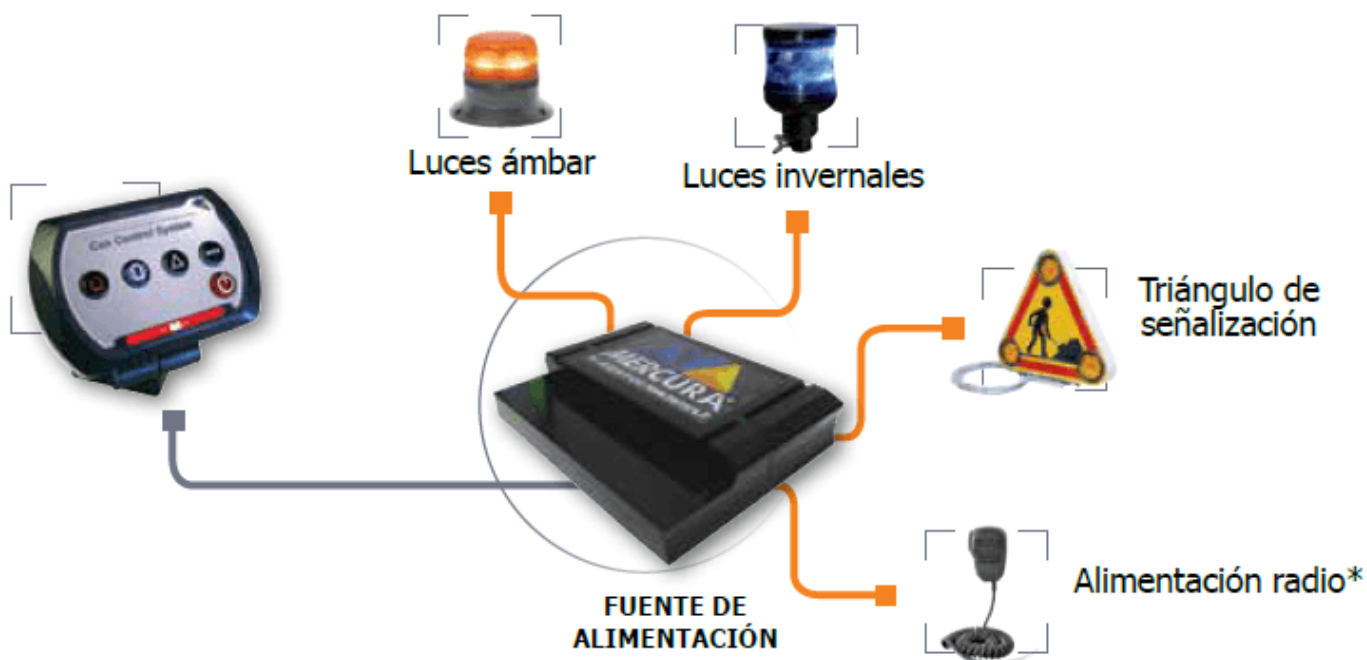 Luces ámbar
Luces invernales
Can Control System
Triángulo de
señalización
MERCURA
Alimentación radio*
FUENTE DE
ALIMENTACIÓN